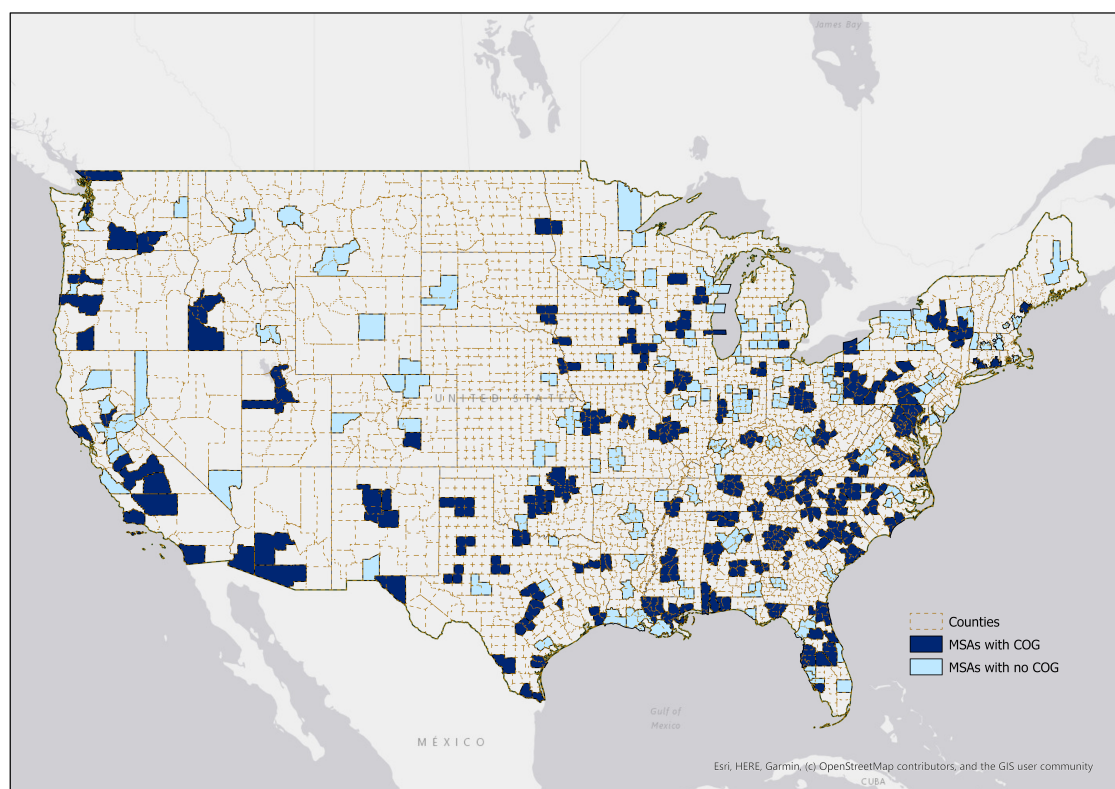 James Bay
UNITED STATES
Counties
MSAs with COG
MSAs with no COG
Gulf of
Mexico
MÉXICO
Esri, HERE, Garmin, (c) OpenStreetMap contributors, and the GIS user community
CUBA